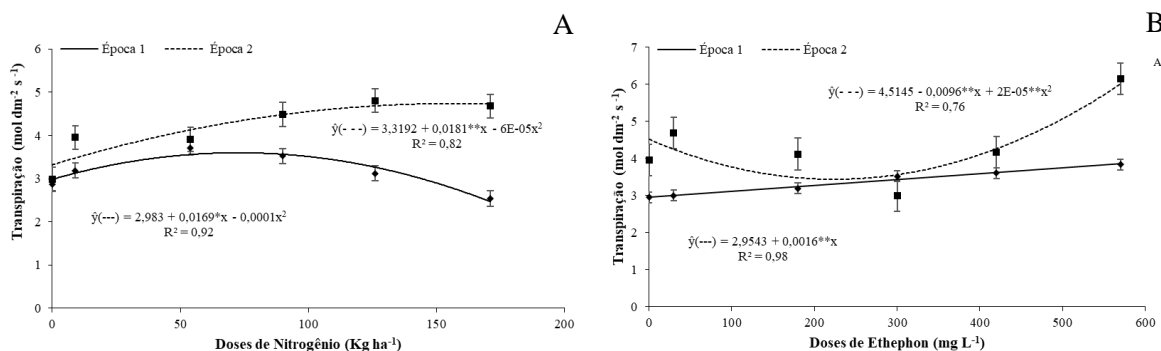 A
Época 1 Época 2
6
5
4
3
2
1
0
Transpiração (mol dm⁻² s⁻¹)
ŷ(- - -) = 3,3192 + 0,0181**x - 6E-05x²
R² = 0,82
ŷ(---) = 2,983 + 0,0169*x - 0,0001x²
R² = 0,92
0 50 100 150 200
Doses de Nitrogênio (Kg ha⁻¹)
B
A
Época 1 Época 2
7
6
5
4
3
2
1
0
Transpiração (mol dm⁻² s⁻¹)
ŷ(- - -) = 4,5145 - 0,0096**x + 2E-05**x²
R² = 0,76
ŷ(---) = 2,9543 + 0,0016**x
R² = 0,98
0 100 200 300 400 500 600
Doses de Ethephon (mg L⁻¹)